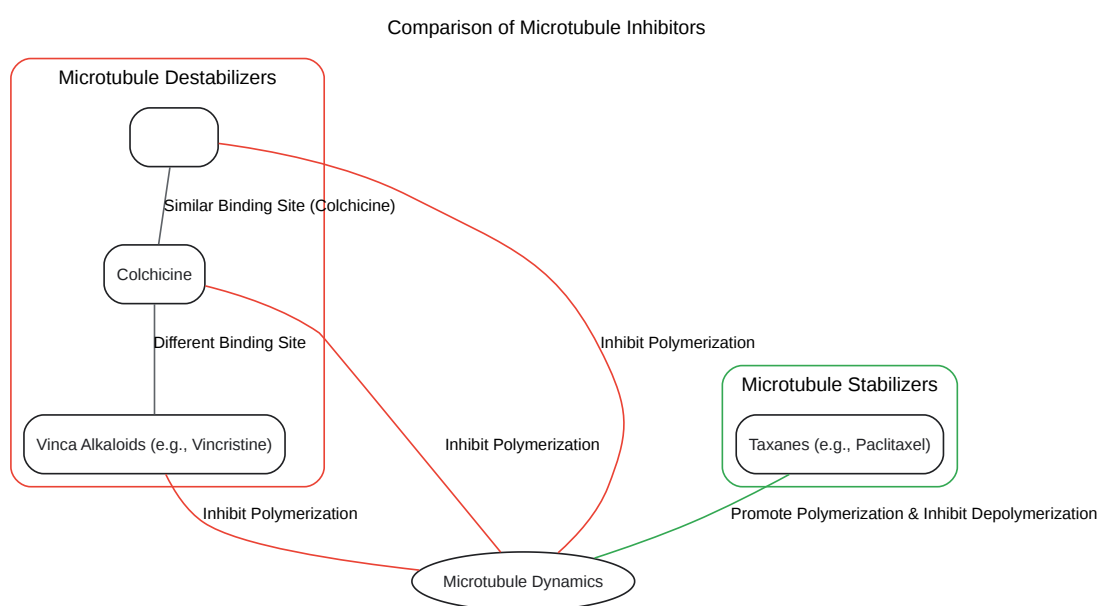 Comparison of Microtubule Inhibitors
Microtubule Destabilizers
Similar Binding Site (Colchicine)
Colchicine
Different Binding Site
Inhibit Polymerization
Microtubule Stabilizers
Vinca Alkaloids (e.g., Vincristine)
Inhibit Polymerization
Taxanes (e.g., Paclitaxel)
Inhibit Polymerization
Promote Polymerization & Inhibit Depolymerization
Microtubule Dynamics